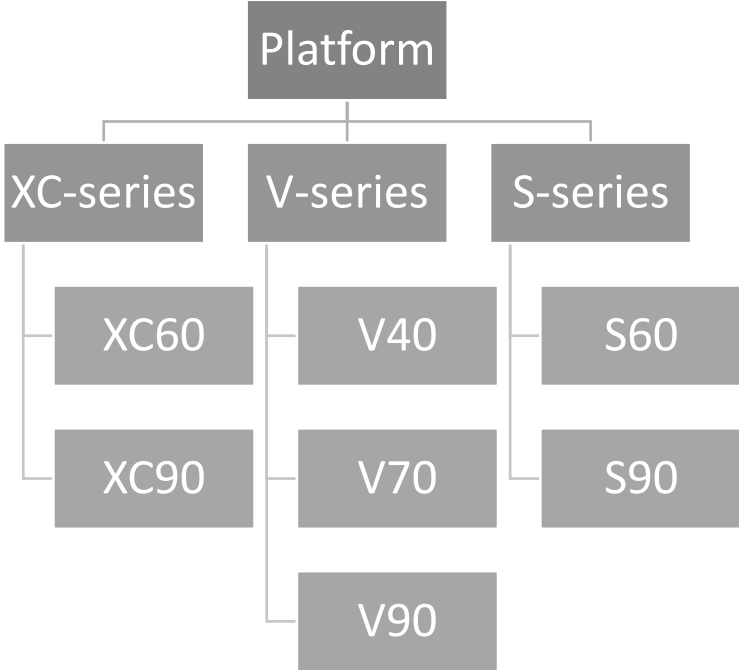 Platform
XC-series
V-series
S-series
XC60
V40
S60
XC90
V70
S90
V90